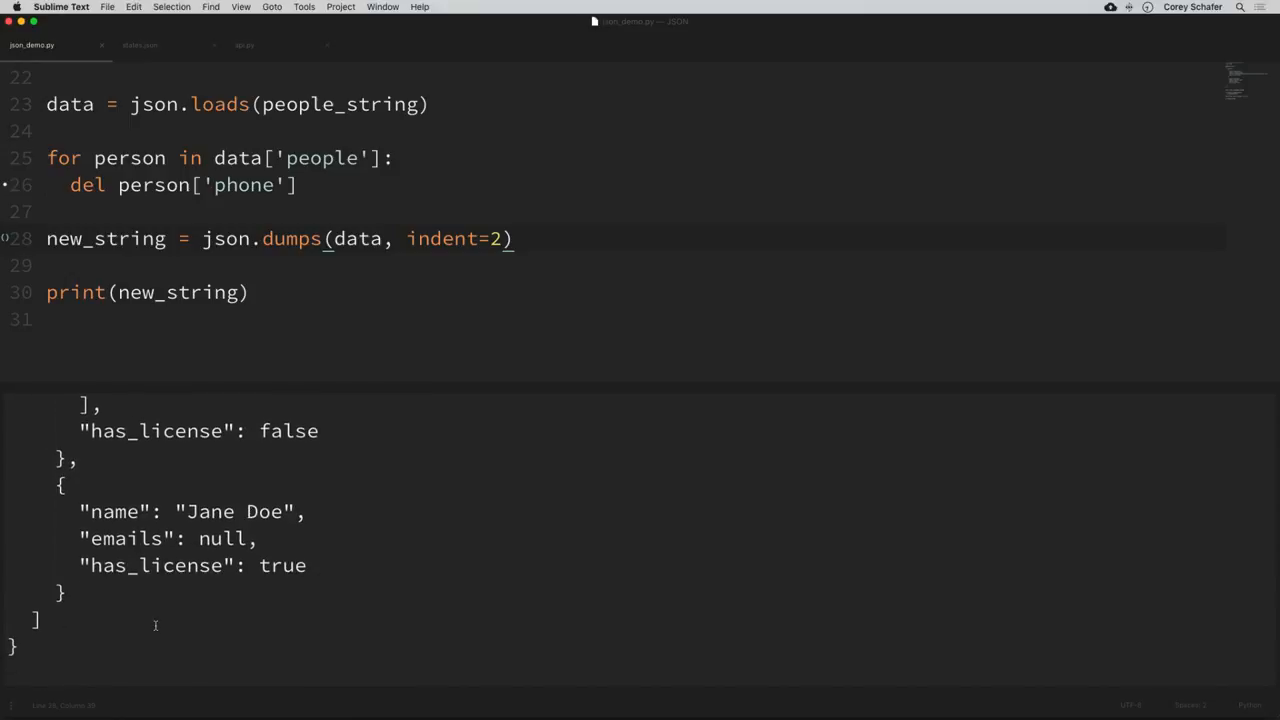 Sublime Text File Edit Selection Find View Goto Tools Project Window Help Corey Schafer
json_demo.py — JSON
json_demo.py × states.json × api.py ×
22
23 data = json.loads(people_string)
24
25 for person in data['people']:
26 del person['phone']
27
28 new_string = json.dumps(data, indent=2)
29
30 print(new_string)
31
],
"has_license": false
},
{
"name": "Jane Doe",
"emails": null,
"has_license": true
}
]
}
Line 28, Column 39 UTF-8 Spaces: 2 Python